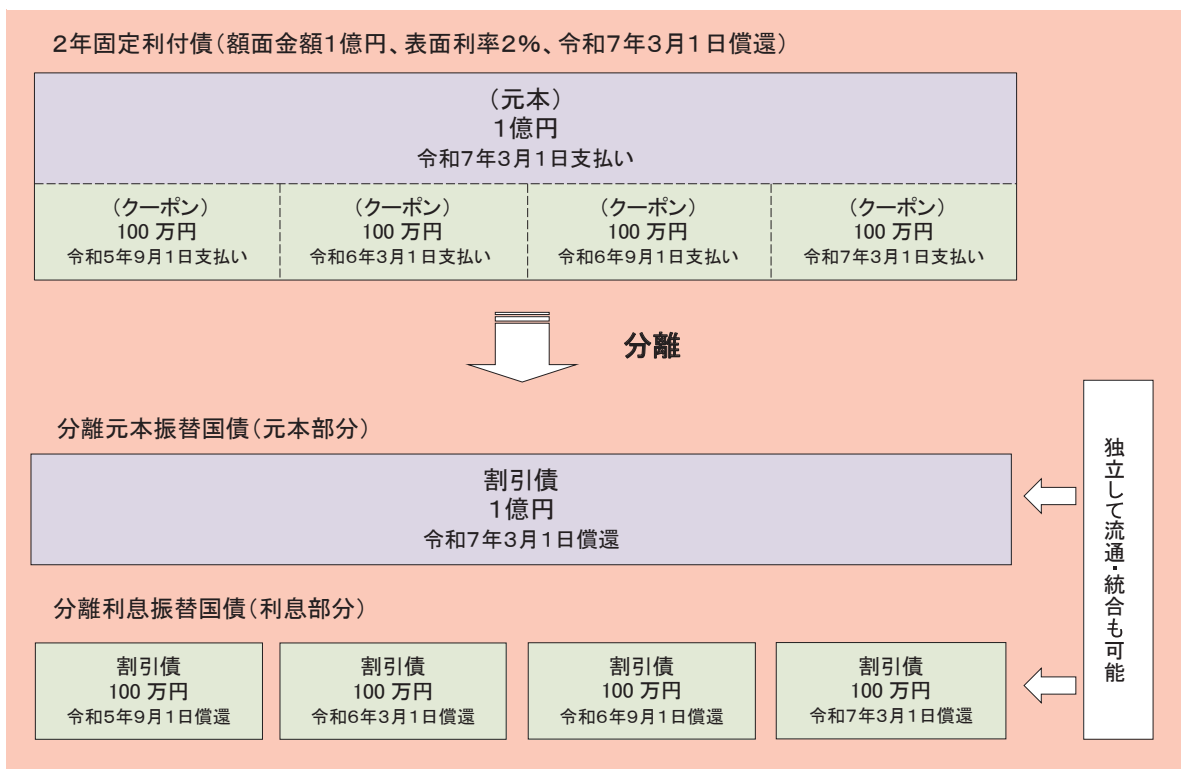 2年固定利付債（額面金額1億円、表面利率2%、令和7年3月1日償還）
（元本）
1億円
令和7年3月1日支払い
（クーポン）
100 万円
令和5年9月1日支払い
（クーポン）
100 万円
令和6年3月1日支払い
（クーポン）
100 万円
令和6年9月1日支払い
（クーポン）
100 万円
令和7年3月1日支払い
分離
分離元本振替国債（元本部分）
割引債
1億円
令和7年3月1日償還
分離利息振替国債（利息部分）
割引債
100 万円
令和5年9月1日償還
割引債
100 万円
令和6年3月1日償還
割引債
100 万円
令和6年9月1日償還
割引債
100 万円
令和7年3月1日償還
独立して流通・統合も可能